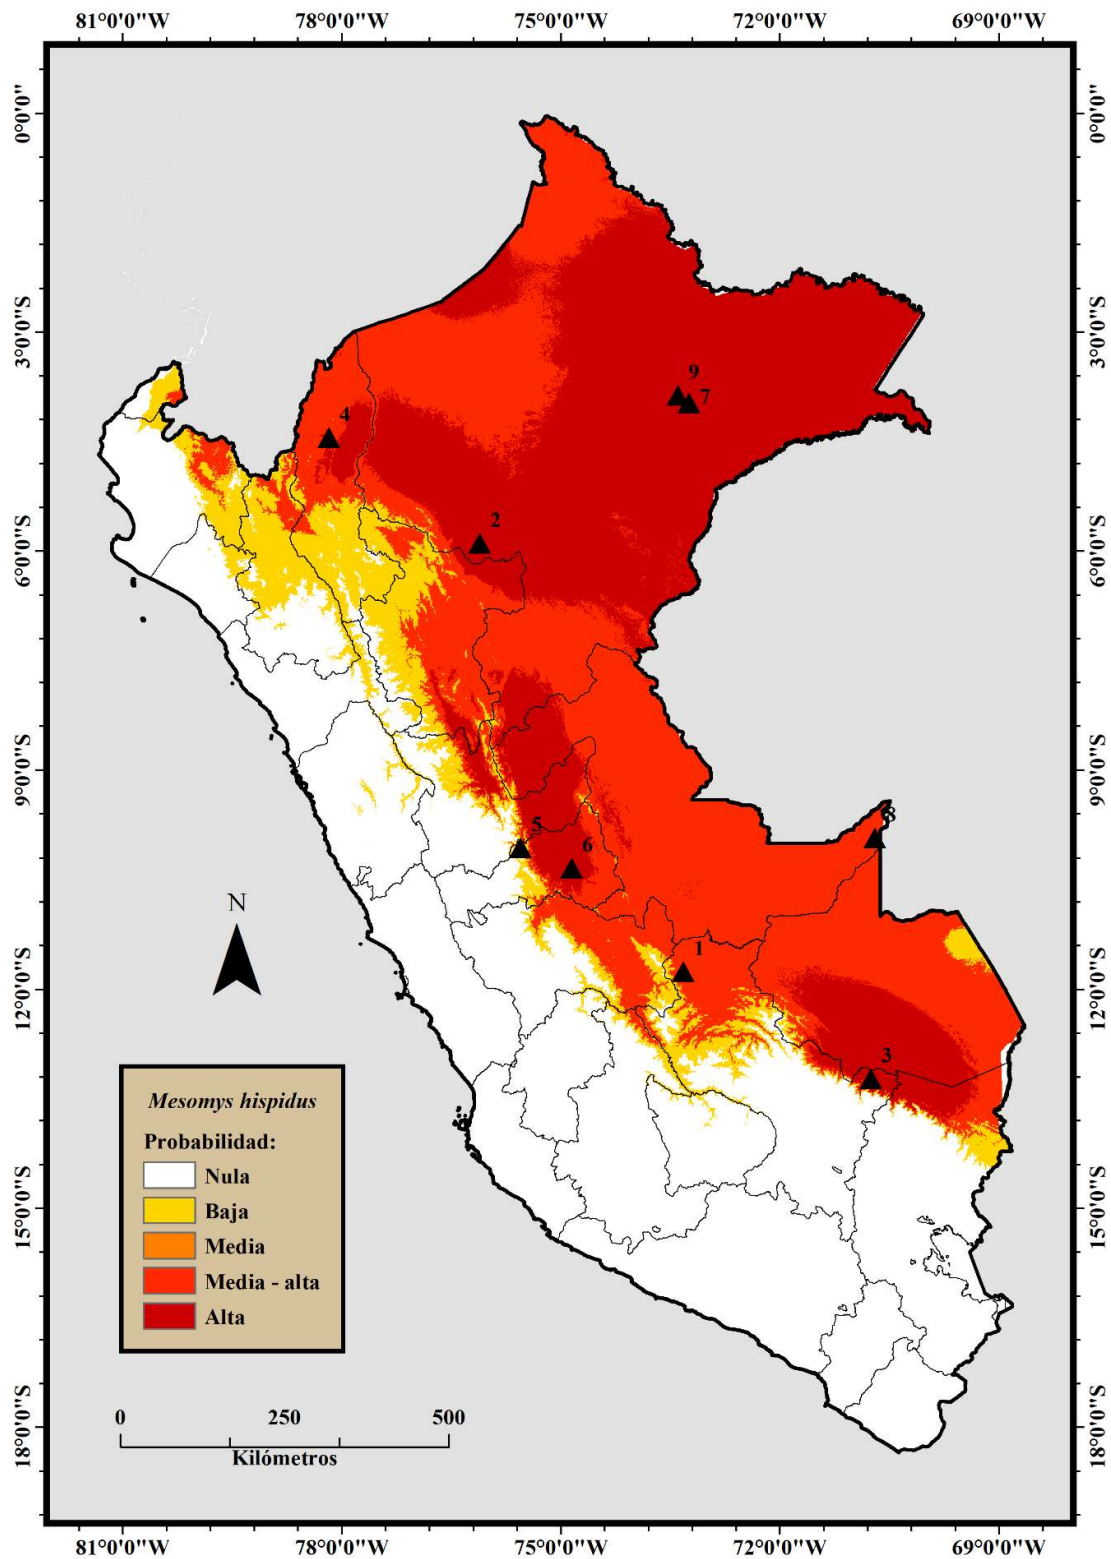 81°0'0"W 78°0'0"W 75°0'0"W 72°0'0"W 69°0'0"W
0°0'0" 0°0'0"
3°0'0"S 3°0'0"S
9
7
4
2
6°0'0"S 6°0'0"S
9°0'0"S 9°0'0"S
8
5
6
N
1
12°0'0"S 12°0'0"S
3
Mesomys hispidus
Probabilidad:
Nula
Baja
Media
Media - alta
Alta
15°0'0"S 15°0'0"S
0 250 500
Kilómetros
18°0'0"S 18°0'0"S
81°0'0"W 78°0'0"W 75°0'0"W 72°0'0"W 69°0'0"W